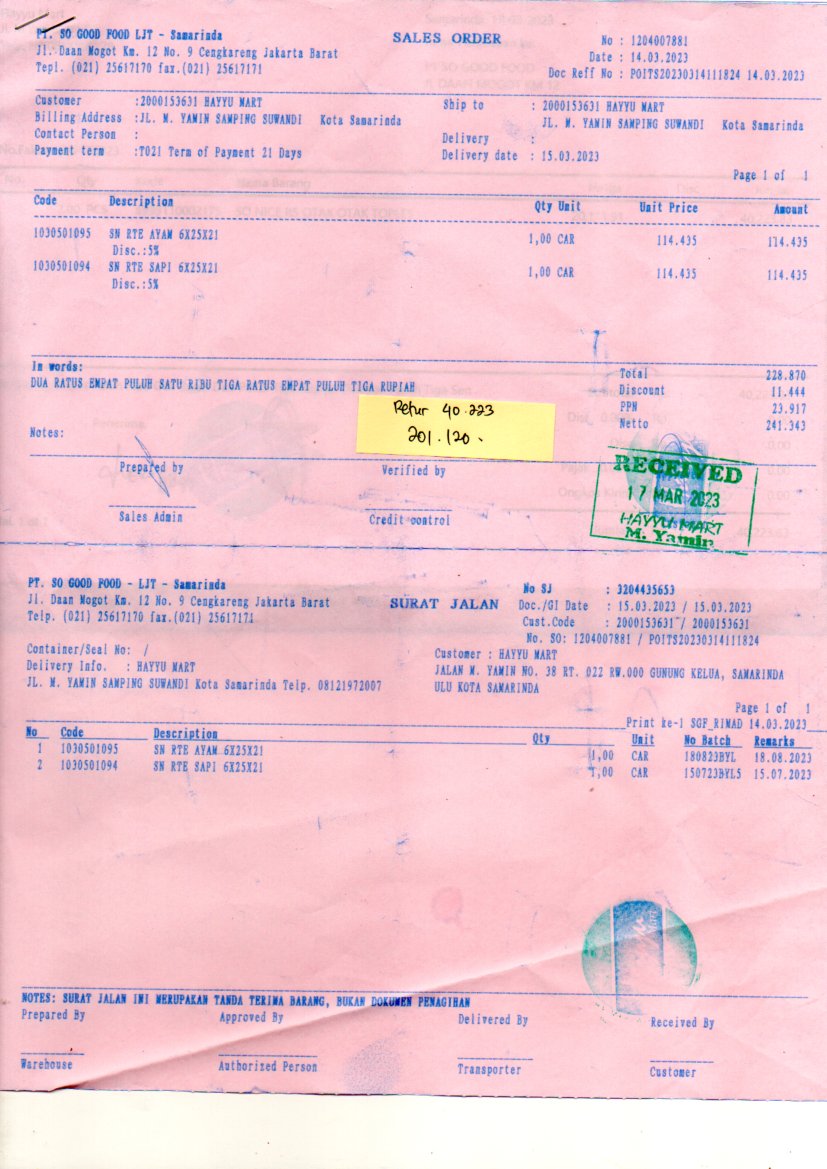 PT. SO GOOD FOOD LJT - Samarinda
Jl. Daan Mogot Km. 12 No. 9 Cengkareng Jakarta Barat
Tepl. (021) 25617170 fax.(021) 25617171
SALES ORDER
No : 1204007881
Date : 14.03.2023
Doc Reff No : POITS20230314111824 14.03.2023
Customer :2000153631 HAYYU MART
Billing Address :JL. M. YAMIN SAMPING SUWANDI Kota Samarinda
Contact Person :
Payment term :T021 Term of Payment 21 Days
Ship to : 2000153631 HAYYU MART
JL. M. YAMIN SAMPING SUWANDI Kota Samarinda
Delivery :
Delivery date : 15.03.2023
Page 1 of 1
Code Description Qty Unit Unit Price Amount
1030501095 SN RTE AYAM 6X25X21 1,00 CAR 114.435 114.435
Disc.:5%
1030501094 SN RTE SAPI 6X25X21 1,00 CAR 114.435 114.435
Disc.:5%
In words:
DUA RATUS EMPAT PULUH SATU RIBU TIGA RATUS EMPAT PULUH TIGA RUPIAH
Total 228.870
Discount 11.444
PPN 23.917
Netto 241.343
Retur 40.223
201.120.
Notes:
Prepared by Verified by
Sales Admin Credit control
RECEIVED
17 MAR 2023
HAYYU MART
M. Yamin
PT. SO GOOD FOOD - LJT - Samarinda
Jl. Daan Mogot Km. 12 No. 9 Cengkareng Jakarta Barat
Telp. (021) 25617170 fax.(021) 25617171
SURAT JALAN
No SJ : 3204435653
Doc./GI Date : 15.03.2023 / 15.03.2023
Cust.Code : 2000153631 / 2000153631
No. SO: 1204007881 / POITS20230314111824
Container/Seal No: /
Delivery Info. : HAYYU MART
JL. M. YAMIN SAMPING SUWANDI Kota Samarinda Telp. 08121972007
Customer : HAYYU MART
JALAN M. YAMIN NO. 38 RT. 022 RW.000 GUNUNG KELUA, SAMARINDA
ULU KOTA SAMARINDA
Page 1 of 1
Print ke-1 SGF_RIMAD 14.03.2023
No Code Description Qty Unit No Batch Remarks
1 1030501095 SN RTE AYAM 6X25X21 1,00 CAR 180823BYL 18.08.2023
2 1030501094 SN RTE SAPI 6X25X21 1,00 CAR 150723BYL5 15.07.2023
NOTES: SURAT JALAN INI MERUPAKAN TANDA TERIMA BARANG, BUKAN DOKUMEN PENAGIHAN
Prepared By Approved By Delivered By Received By
Warehouse Authorized Person Transporter Customer